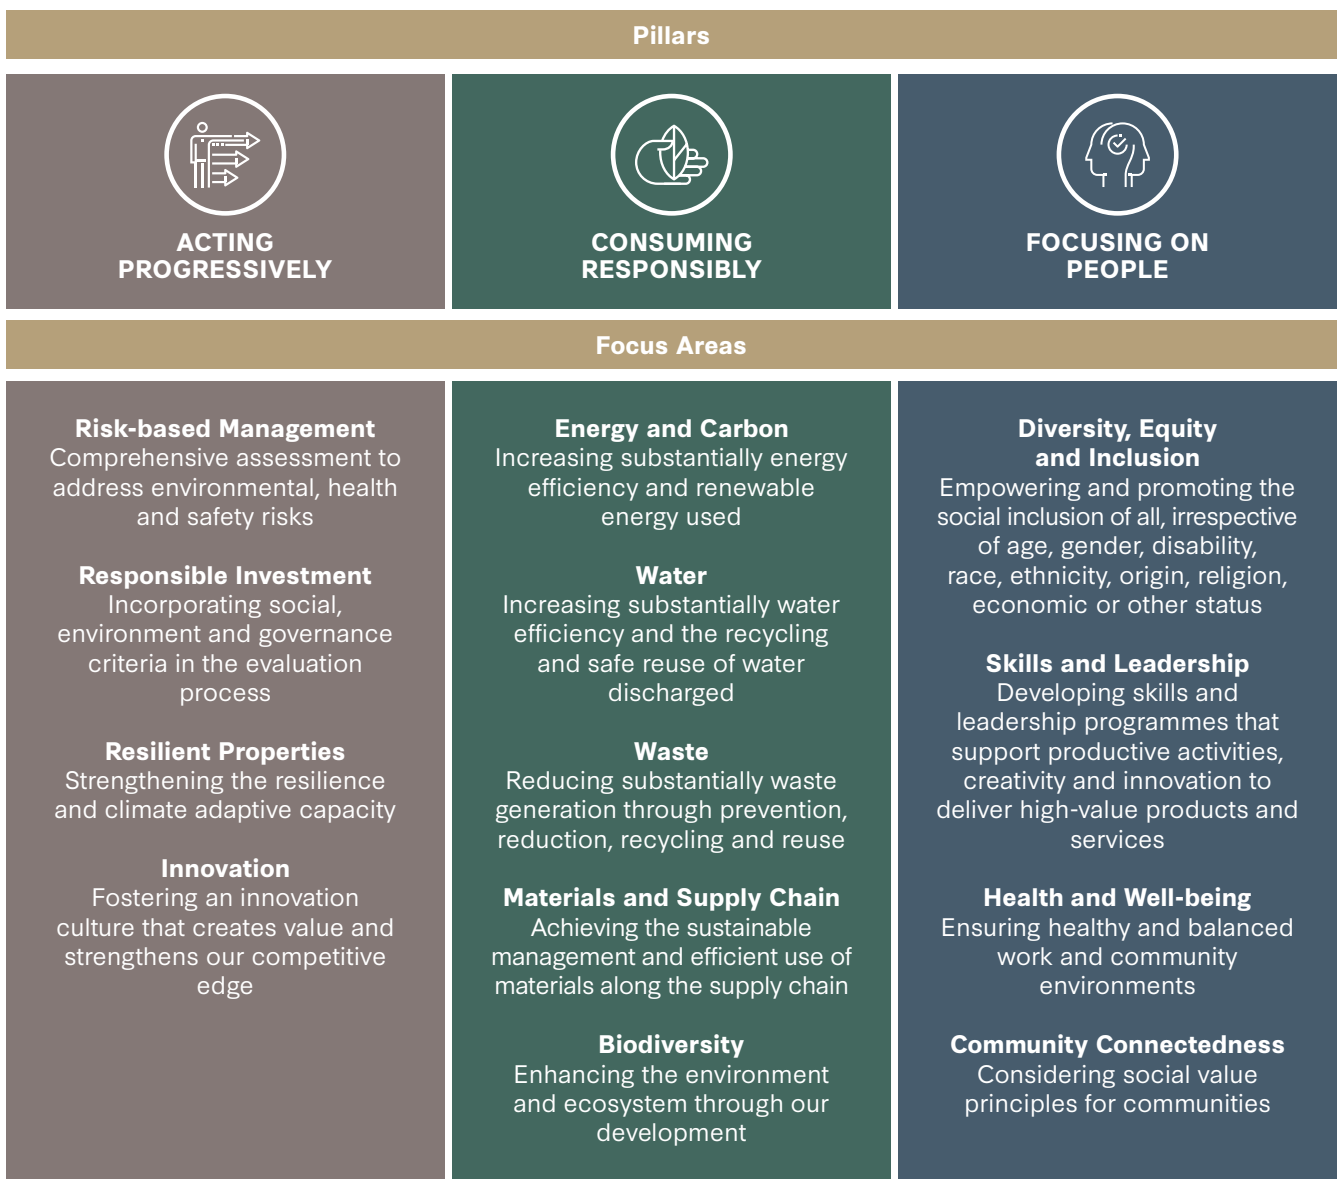 Pillars
ACTING
PROGRESSIVELY
CONSUMING
RESPONSIBLY
FOCUSING ON
PEOPLE
Focus Areas
Risk-based Management
Comprehensive assessment to
address environmental, health
and safety risks
Responsible Investment
Incorporating social,
environment and governance
criteria in the evaluation
process
Resilient Properties
Strengthening the resilience
and climate adaptive capacity
Innovation
Fostering an innovation
culture that creates value and
strengthens our competitive
edge
Energy and Carbon
Increasing substantially energy
efficiency and renewable
energy used
Water
Increasing substantially water
efficiency and the recycling
and safe reuse of water
discharged
Waste
Reducing substantially waste
generation through prevention,
reduction, recycling and reuse
Materials and Supply Chain
Achieving the sustainable
management and efficient use of
materials along the supply chain
Biodiversity
Enhancing the environment
and ecosystem through our
development
Diversity, Equity
and Inclusion
Empowering and promoting the
social inclusion of all, irrespective
of age, gender, disability,
race, ethnicity, origin, religion,
economic or other status
Skills and Leadership
Developing skills and
leadership programmes that
support productive activities,
creativity and innovation to
deliver high-value products and
services
Health and Well-being
Ensuring healthy and balanced
work and community
environments
Community Connectedness
Considering social value
principles for communities